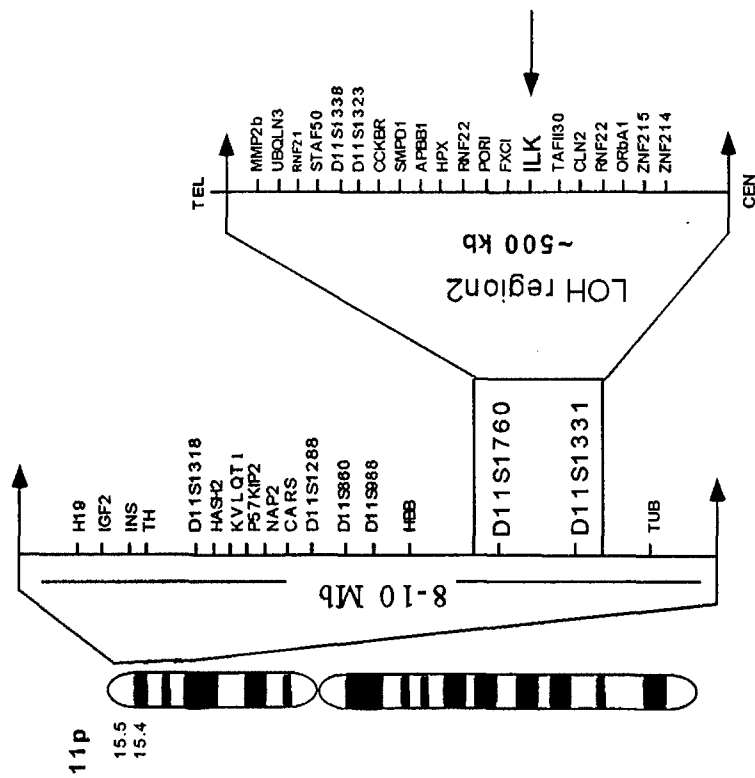 11p
15.5
15.4
8-10 Mb
H19
IGF2
INS
TH
D11S1318
HASH2
KVLQT1
P57KIP2
NAP2
CARS
D11S1288
D11S860
D11S988
HBB
D11S1760
D11S1331
TUB
LOH region2
~500 kb
TEL
MMP2b
UBQLN3
RNF21
STAF50
D11S1338
D11S1323
CCKBR
SMPD1
APBB1
HPX
RNF22
PORI
FXCI
ILK
TAFII30
CLN2
RNF22
ORbA1
ZNF215
ZNF214
CEN